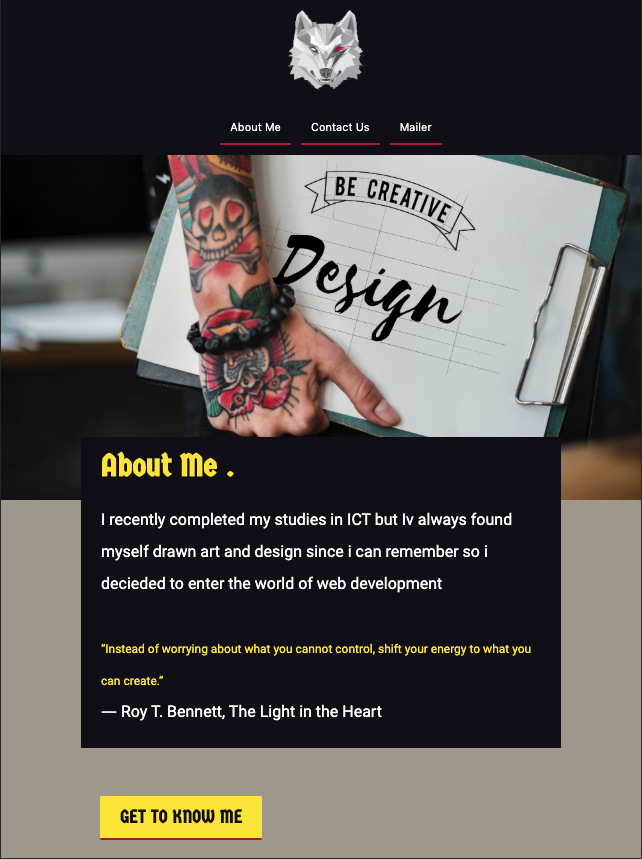 About Me Contact Us Mailer
BE CREATIVE
Design
About Me .
I recently completed my studies in ICT but Iv always found
myself drawn art and design since i can remember so i
decieded to enter the world of web development
“Instead of worrying about what you cannot control, shift your energy to what you
can create.”
― Roy T. Bennett, The Light in the Heart
GET TO KNOW ME